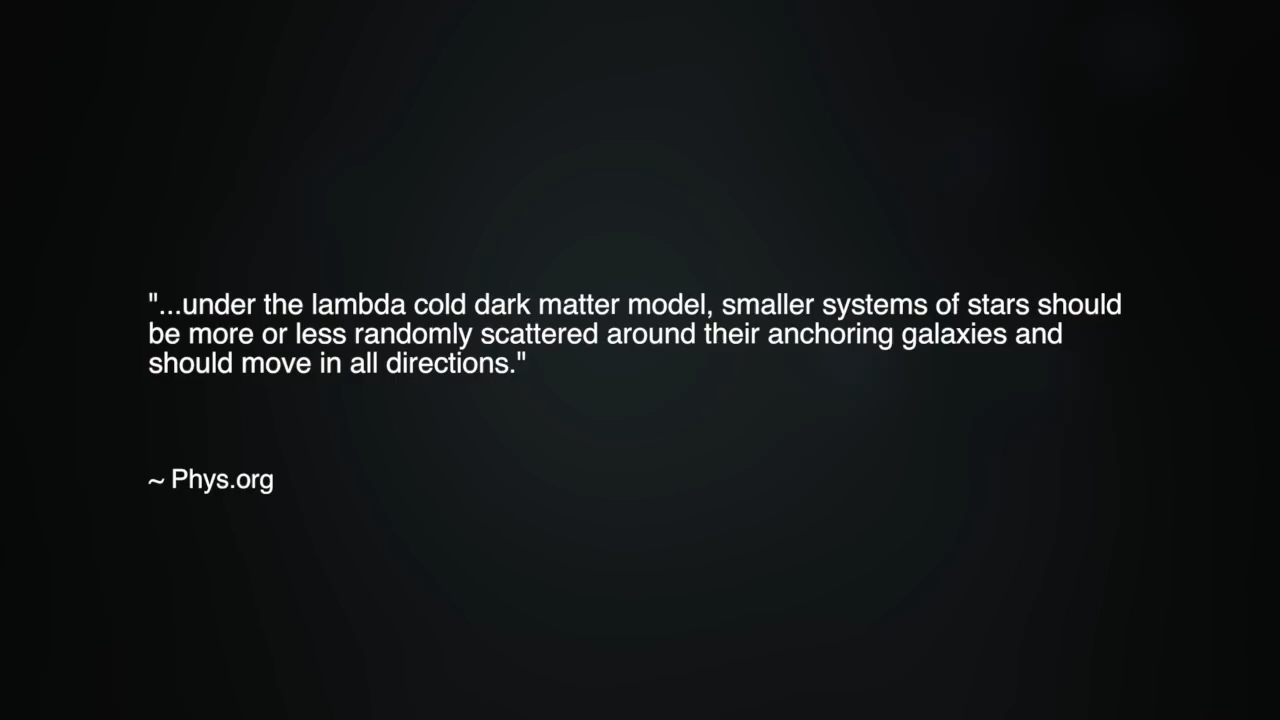 "...under the lambda cold dark matter model, smaller systems of stars should
be more or less randomly scattered around their anchoring galaxies and
should move in all directions."
~ Phys.org